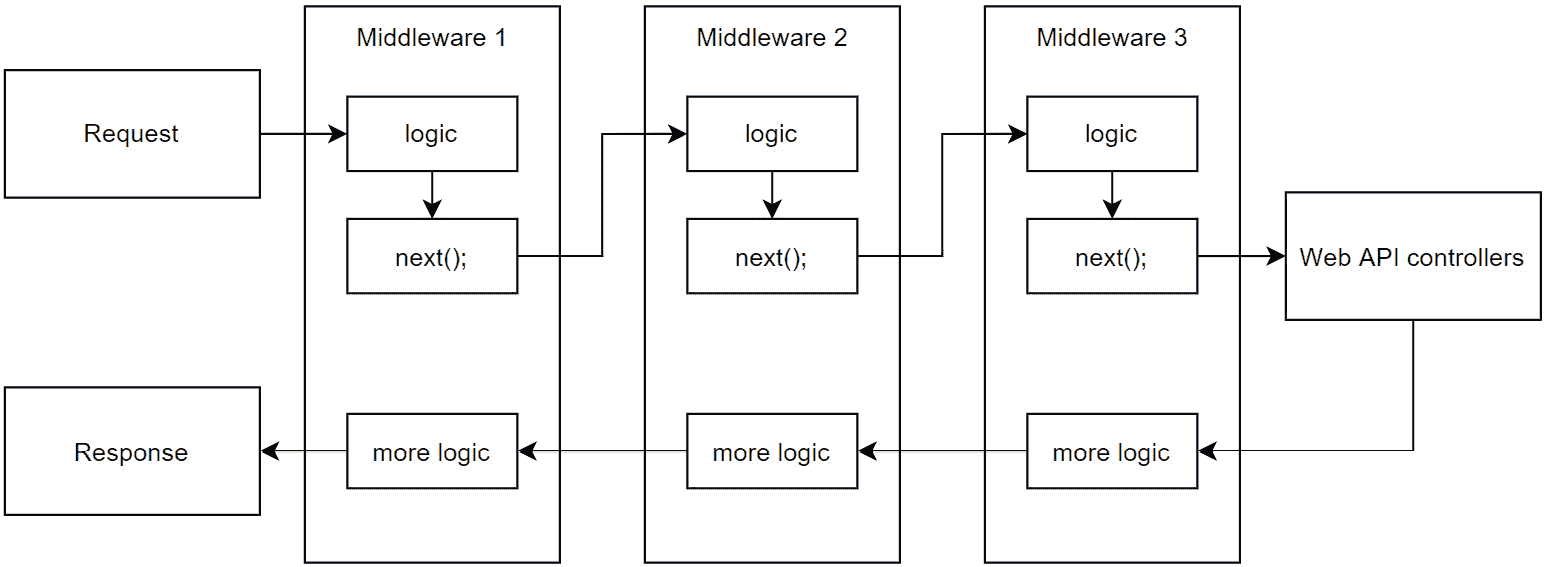 Middleware 1
Middleware 2
Middleware 3
Request
logic
logic
logic
next();
next();
next();
Web API controllers
Response
more logic
more logic
more logic